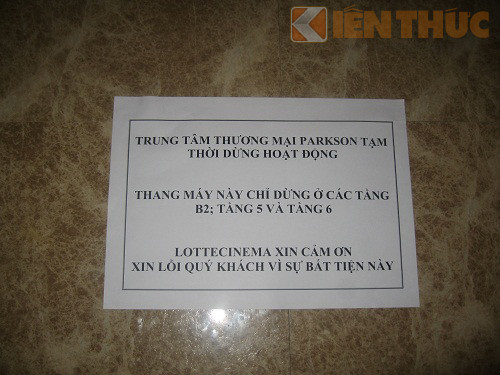 KIẾN THỨC
TRUNG TÂM THƯƠNG MẠI PARKSON TẠM
THỜI DỪNG HOẠT ĐỘNG
THANG MÁY NÀY CHỈ DỪNG Ở CÁC TẦNG
B2; TẦNG 5 VÀ TẦNG 6
LOTTECINEMA XIN CẢM ƠN
XIN LỖI QUÝ KHÁCH VÌ SỰ BẤT TIỆN NÀY